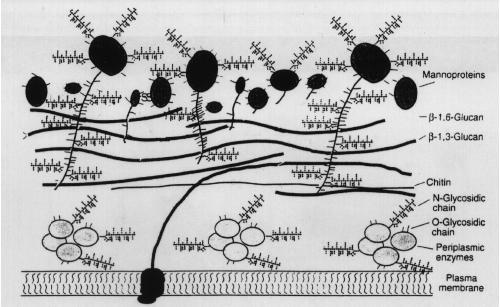 Mannoproteins
β-1,6-Glucan
β-1,3-Glucan
Chitin
N-Glycosidic
chain
O-Glycosidic
chain
Periplasmic
enzymes
Plasma
membrane